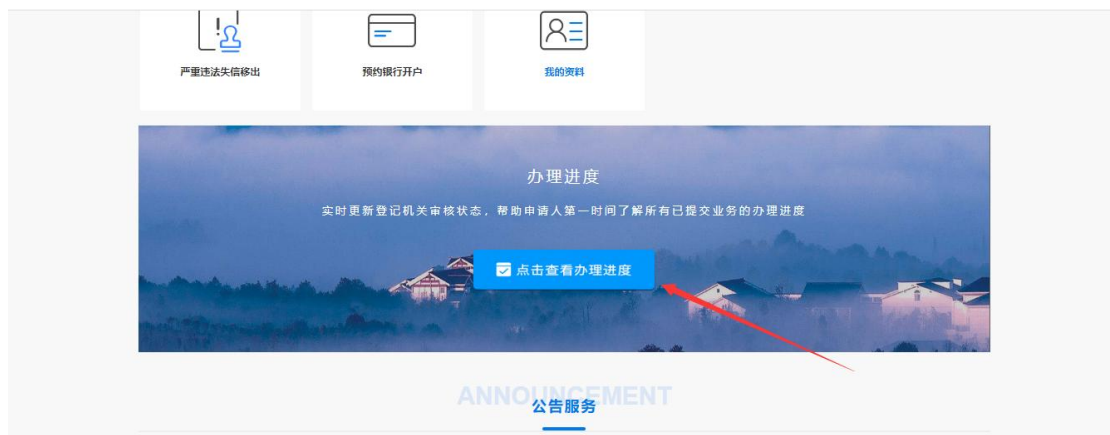 严重违法失信移出
预约银行开户
我的资料
办理进度
实时更新登记机关审核状态，帮助申请人第一时间了解所有已提交业务的办理进度
点击查看办理进度
ANNOUNCEMENT
公告服务